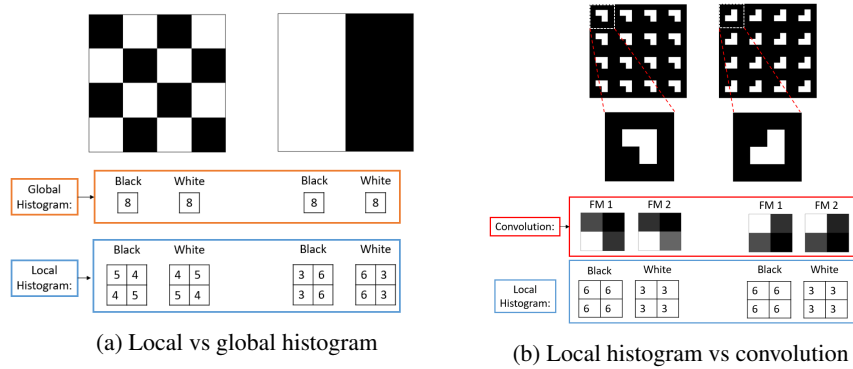 Global Histogram:
Black White Black White
8 8 8 8
Local Histogram:
Black White Black White
5 4 4 5 3 6 6 3
4 5 5 4 3 6 6 3
(a) Local vs global histogram
Convolution:
FM 1 FM 2 FM 1 FM 2
Local Histogram:
Black White Black White
6 6 3 3 6 6 3 3
6 6 3 3 6 6 3 3
(b) Local histogram vs convolution